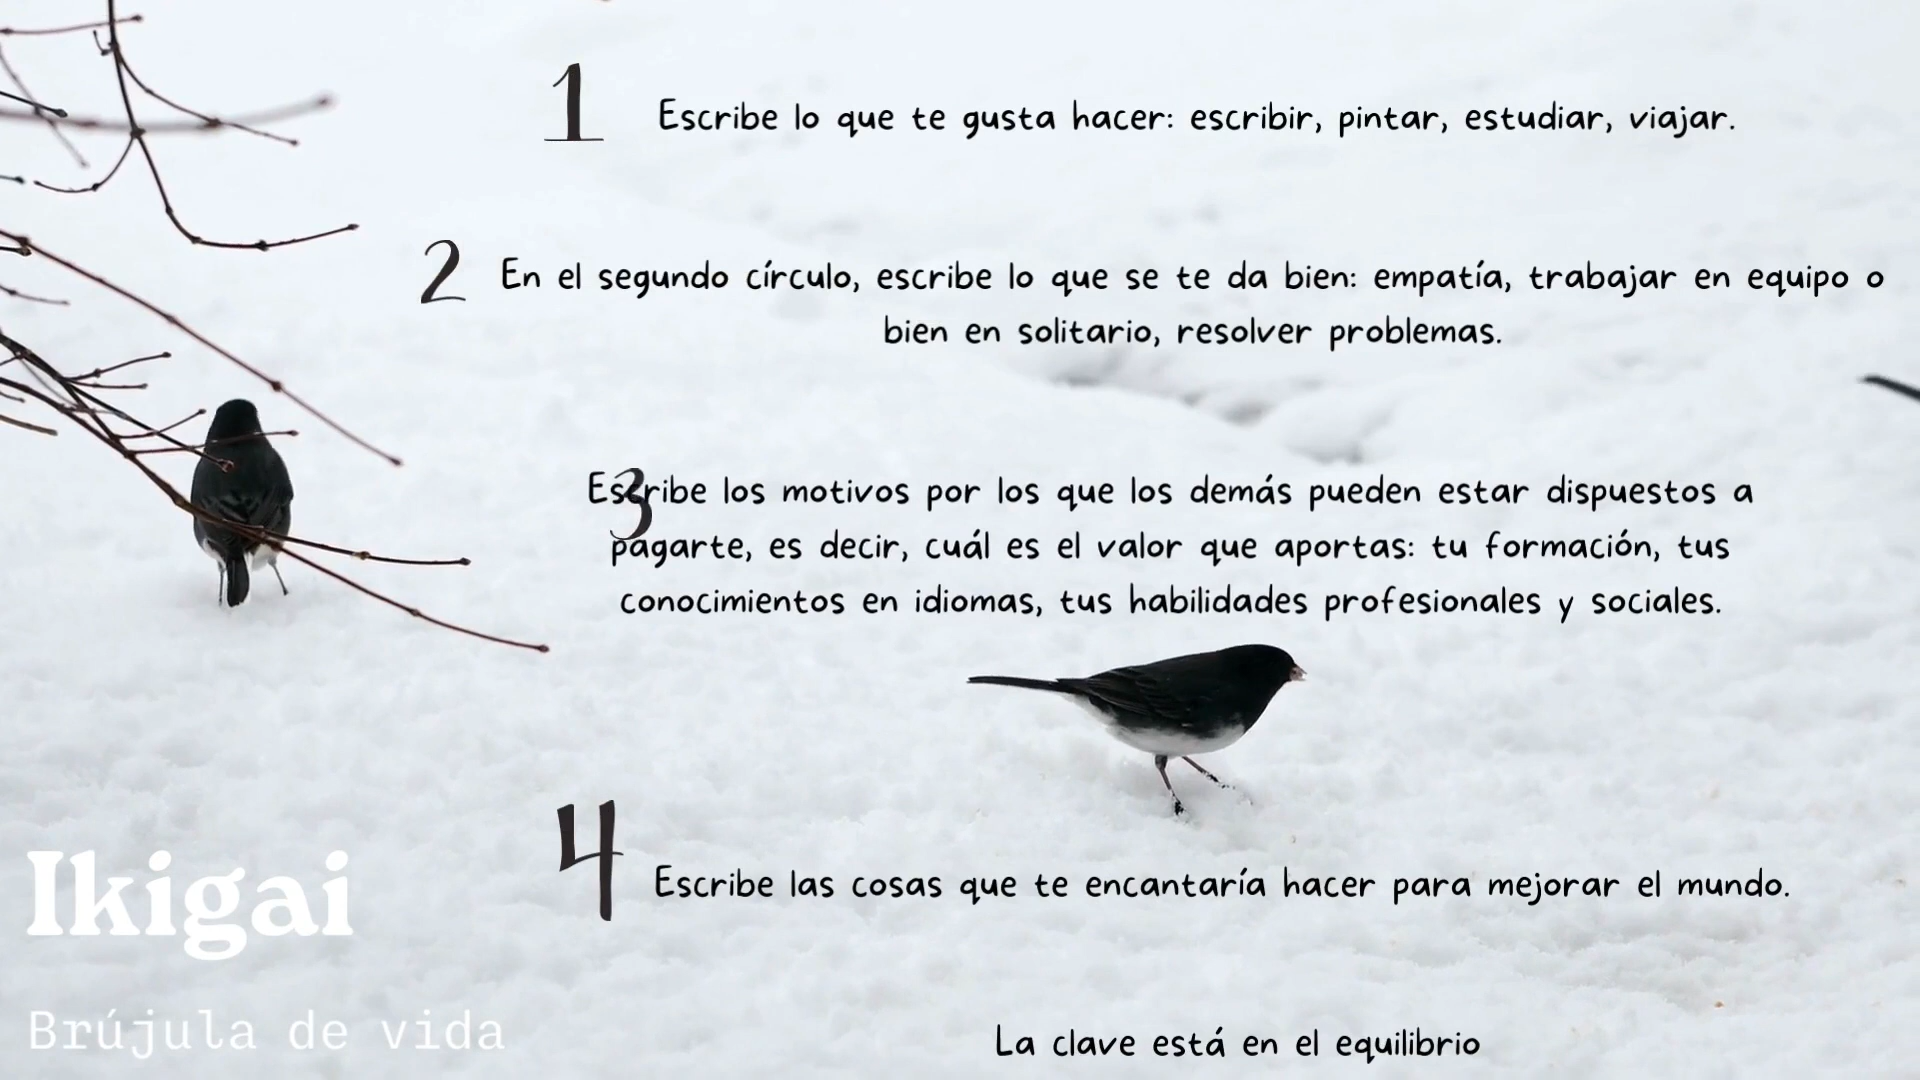 1
Escribe lo que te gusta hacer: escribir, pintar, estudiar, viajar.
2
En el segundo círculo, escribe lo que se te da bien: empatía, trabajar en equipo o
bien en solitario, resolver problemas.
3
Escribe los motivos por los que los demás pueden estar dispuestos a
pagarte, es decir, cuál es el valor que aportas: tu formación, tus
conocimientos en idiomas, tus habilidades profesionales y sociales.
4
Escribe las cosas que te encantaría hacer para mejorar el mundo.
Ikigai
Brújula de vida
La clave está en el equilibrio